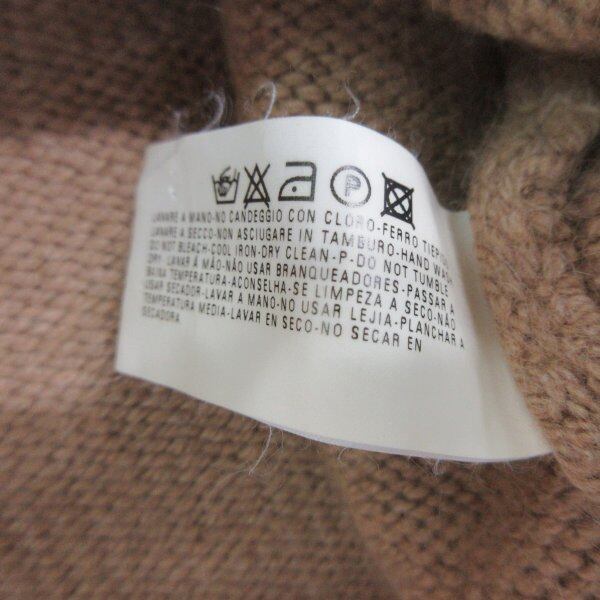 P
LAVARE A MANO-NO CANDEGGIO CON CLORO-FERRO TIEPIDO
LAVARE A SECCO-NON ASCIUGARE IN TAMBURO-HAND WASH
DO NOT BLEACH-COOL IRON-DRY CLEAN-P-DO NOT TUMBLE
DRY- LAVAR Á MÃO-NÃO USAR BRANQUEADORES-PASSAR A
BAIXA TEMPERATURA-ACONSELHA-SE LIMPEZA A SECO-NÃO
USAR SECADOR-LAVAR A MANO-NO USAR LEJIA-PLANCHAR A
TEMPERATURA MEDIA-LAVAR EN SECO-NO SECAR EN
SECADORA